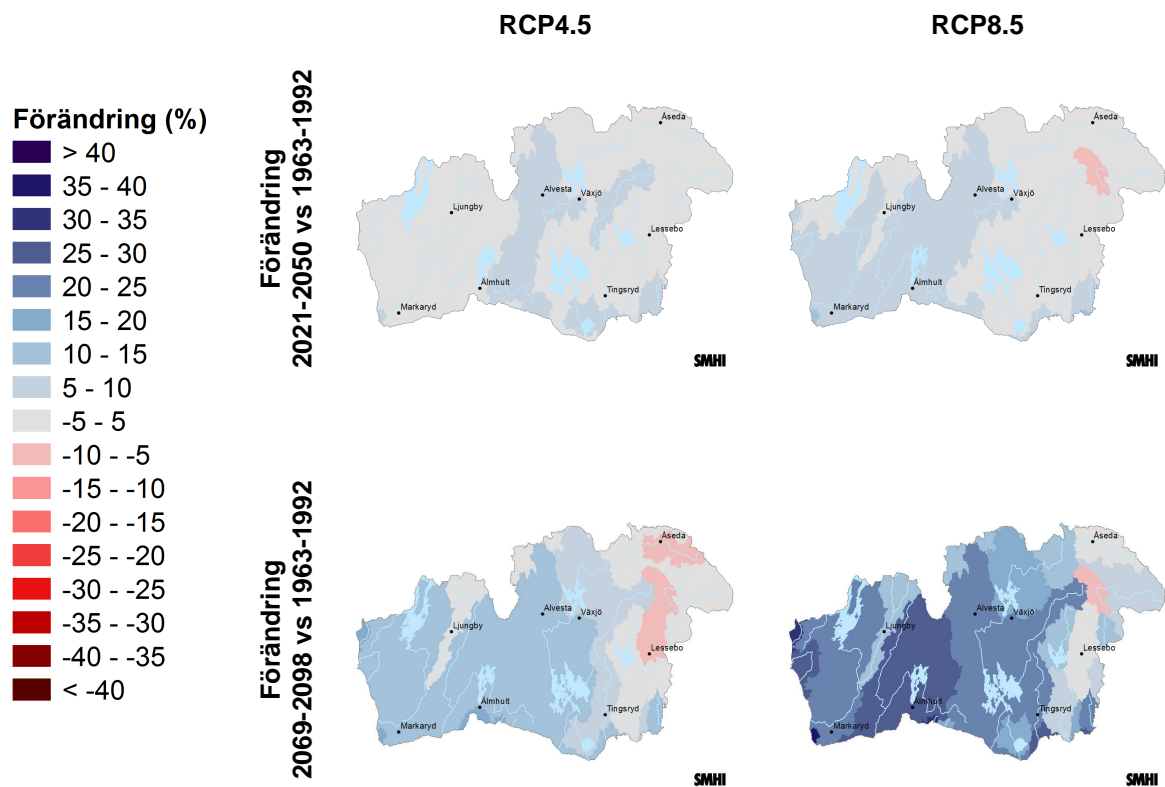 RCP4.5
RCP8.5
Förändring (%)
> 40
35 - 40
30 - 35
25 - 30
20 - 25
15 - 20
10 - 15
5 - 10
-5 - 5
-10 - -5
-15 - -10
-20 - -15
-25 - -20
-30 - -25
-35 - -30
-40 - -35
< -40
Förändring
2021-2050 vs 1963-1992
Åseda
Alvesta
Växjö
Ljungby
Lessebo
Älmhult
Tingsryd
Markaryd
SMHI
Åseda
Alvesta
Växjö
Ljungby
Lessebo
Älmhult
Tingsryd
Markaryd
SMHI
Förändring
2069-2098 vs 1963-1992
Åseda
Alvesta
Växjö
Ljungby
Lessebo
Älmhult
Tingsryd
Markaryd
SMHI
Åseda
Alvesta
Växjö
Ljungby
Lessebo
Älmhult
Tingsryd
Markaryd
SMHI